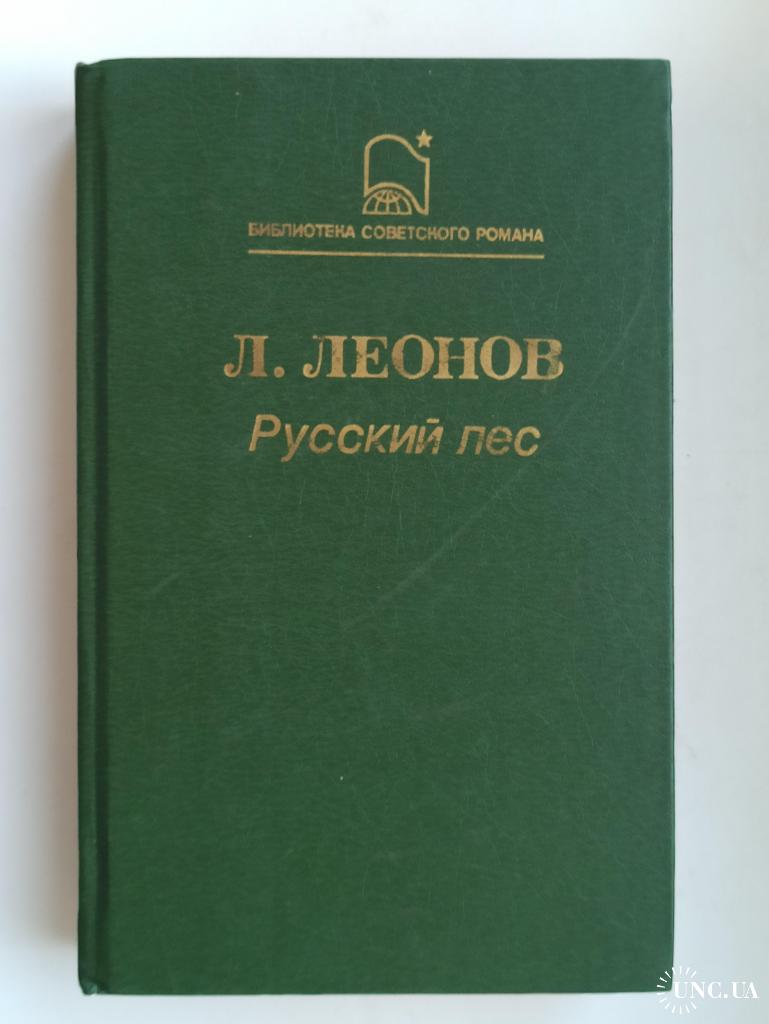 БИБЛИОТЕКА СОВЕТСКОГО РОМАНА
Л. ЛЕОНОВ
Русский лес
UNC.UA